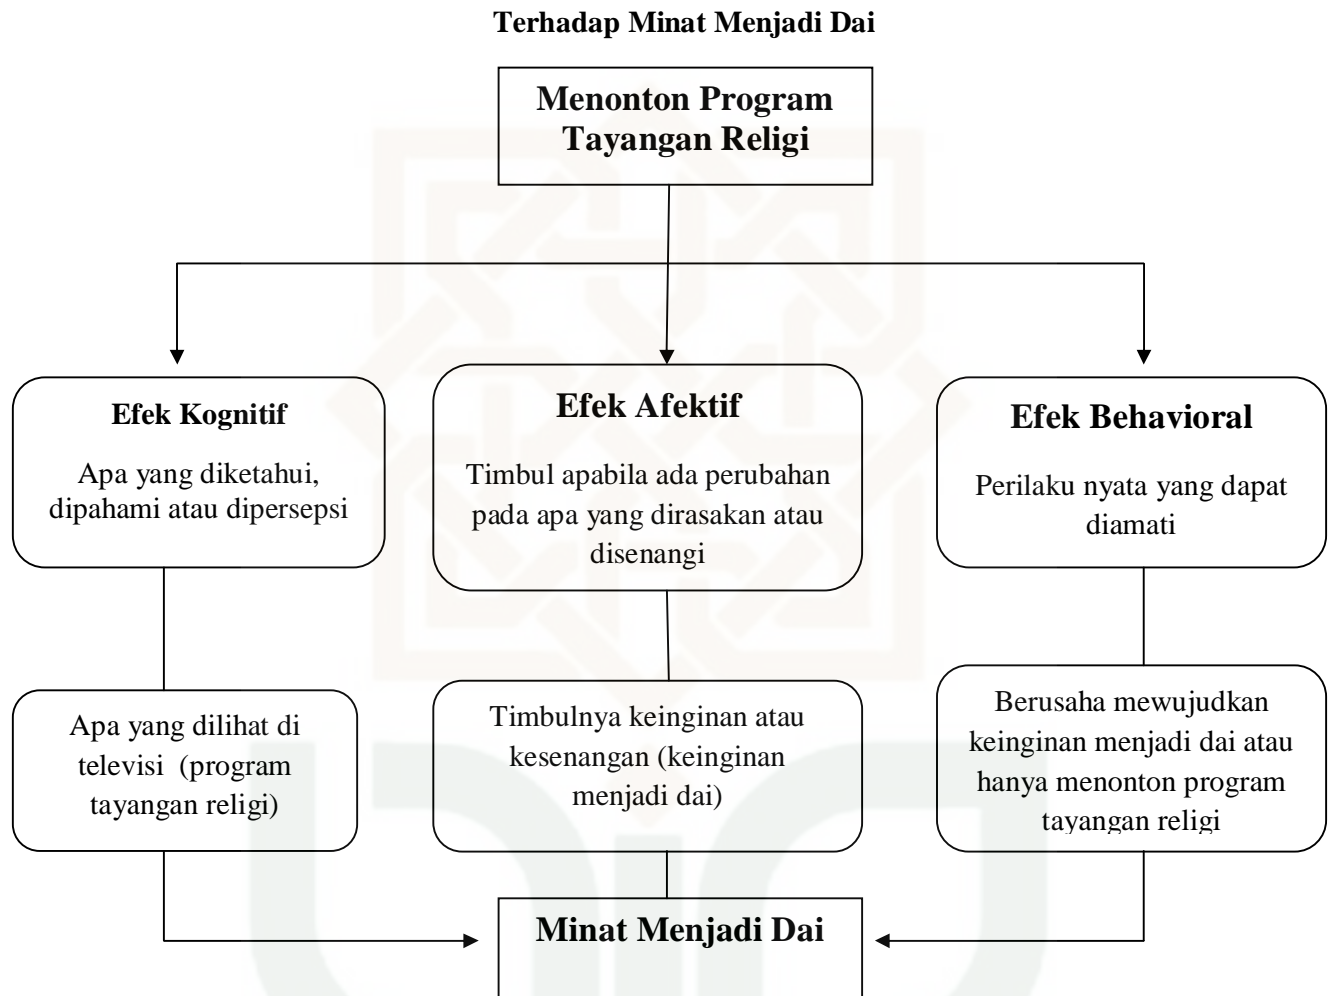 Terhadap Minat Menjadi Dai
Menonton Program
Tayangan Religi
Efek Kognitif
Apa yang diketahui,
dipahami atau dipersepsi
Efek Afektif
Timbul apabila ada perubahan
pada apa yang dirasakan atau
disenangi
Efek Behavioral
Perilaku nyata yang dapat
diamati
Apa yang dilihat di
televisi (program
tayangan religi)
Timbulnya keinginan atau
kesenangan (keinginan
menjadi dai)
Berusaha mewujudkan
keinginan menjadi dai atau
hanya menonton program
tayangan religi
Minat Menjadi Dai